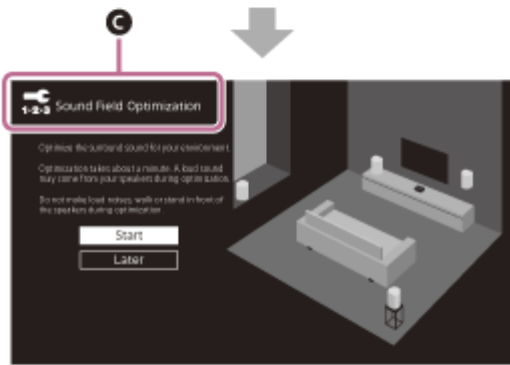 C
1-2-3 Sound Field Optimization
Optimize the surround sound for your environment.
Optimization takes about a minute. A loud sound
may come from your speakers during optimization.
Do not make loud noises, walk or stand in front of
the speakers during optimization.
Start
Later